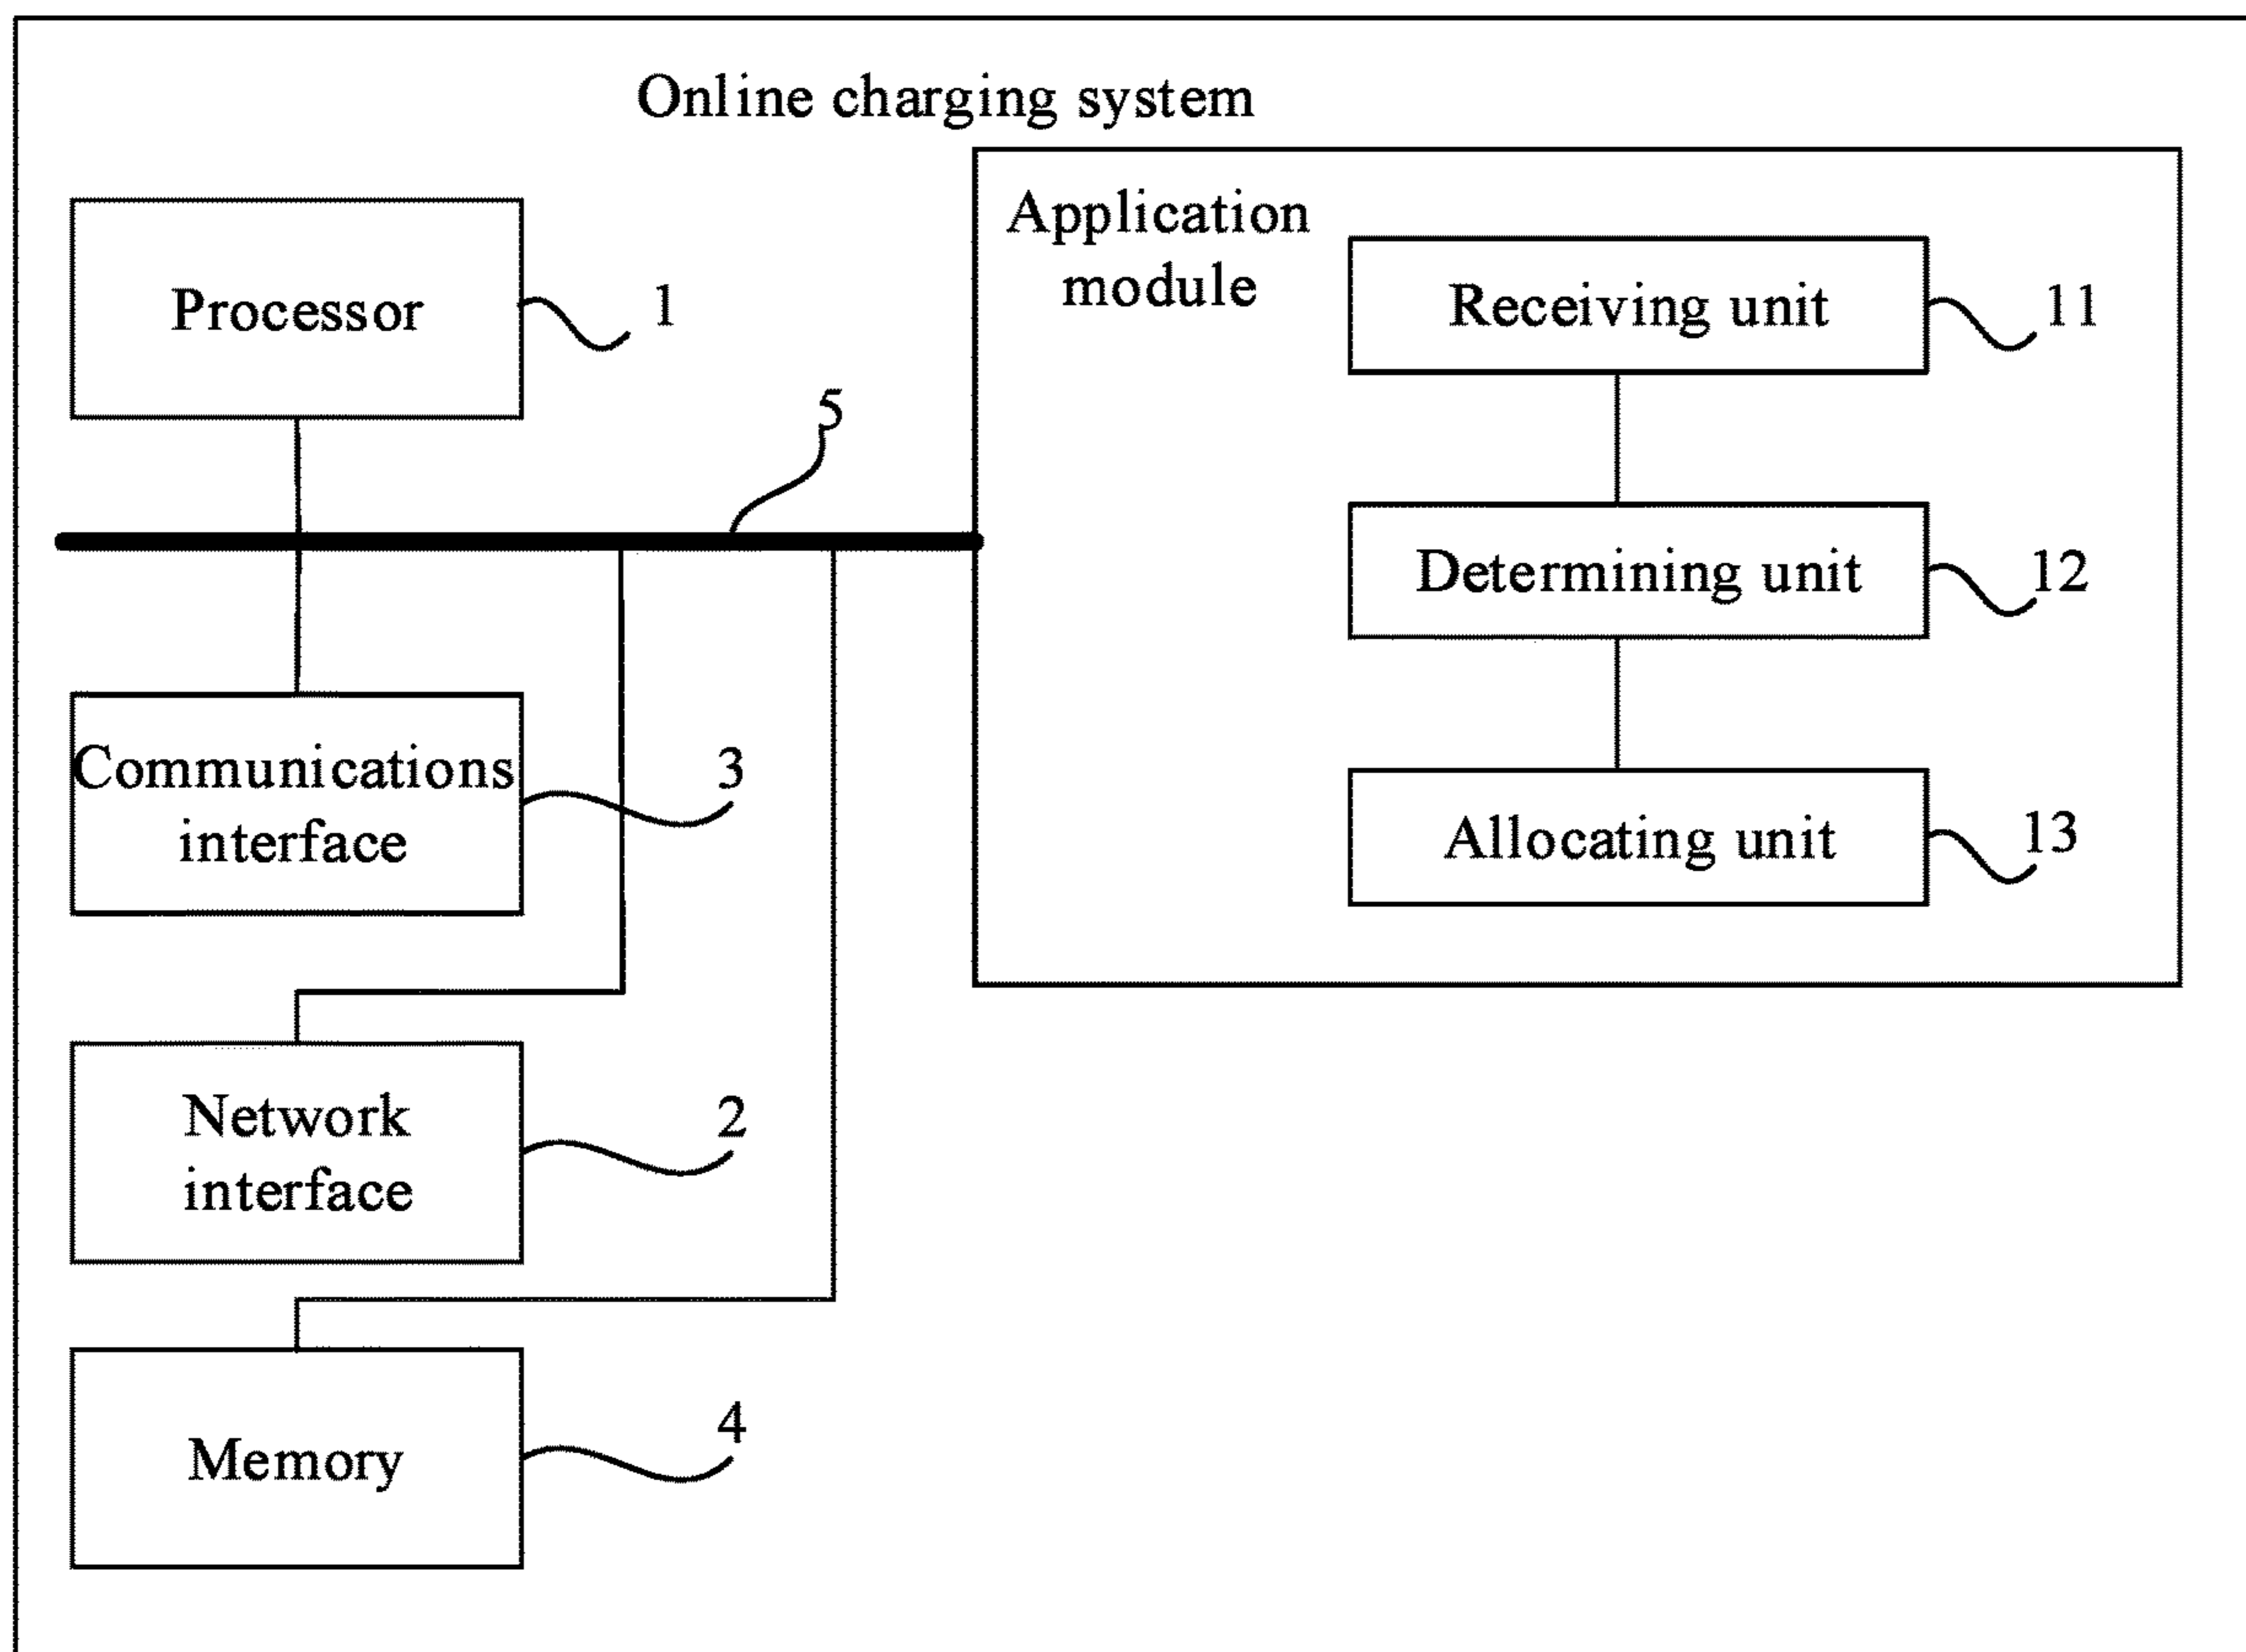 Online charging system
Processor
1
5
Communications
interface
3
Network
interface
2
Memory
4
Application
module
Receiving unit
11
Determining unit
12
Allocating unit
13